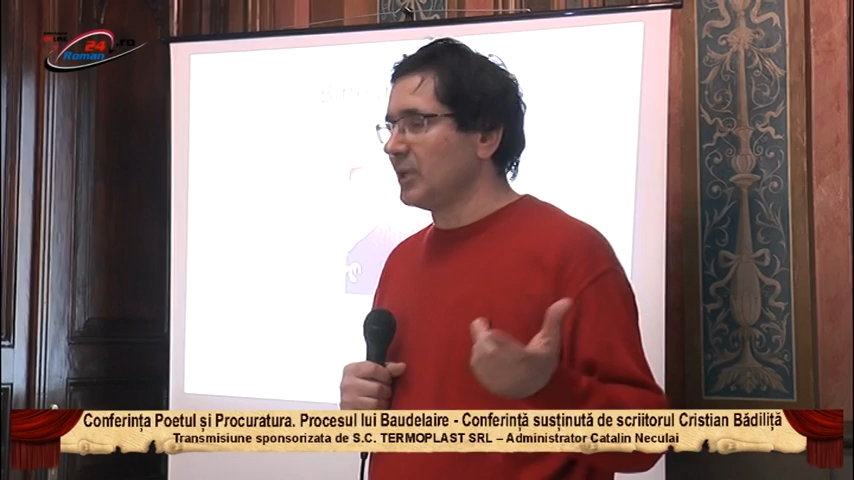 Roman 24.ro
Conferința Poetul și Procuratura. Procesul lui Baudelaire - Conferință susținută de scriitorul Cristian Bădiliță
Transmisiune sponsorizata de S.C. TERMOPLAST SRL – Administrator Catalin Neculai